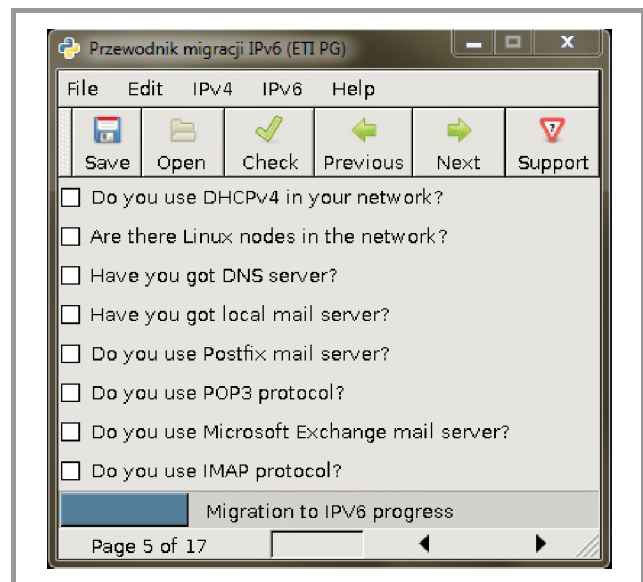 Przewodnik migracji IPv6 (ETI PG)
File Edit IPv4 IPv6 Help
Save Open Check Previous Next Support
Do you use DHCPv4 in your network?
Are there Linux nodes in the network?
Have you got DNS server?
Have you got local mail server?
Do you use Postfix mail server?
Do you use POP3 protocol?
Do you use Microsoft Exchange mail server?
Do you use IMAP protocol?
Migration to IPV6 progress
Page 5 of 17